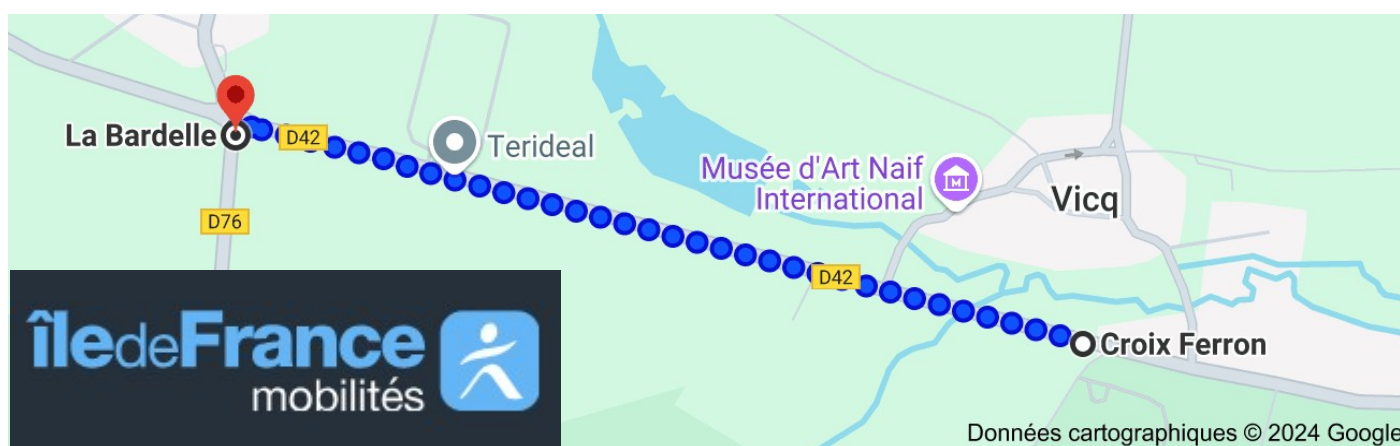 La Bardelle
D42
Terideal
Musée d'Art Naif
International
M
Vicq
D76
D42
Croix Ferron
îledeFrance
mobilités
Données cartographiques © 2024 Google